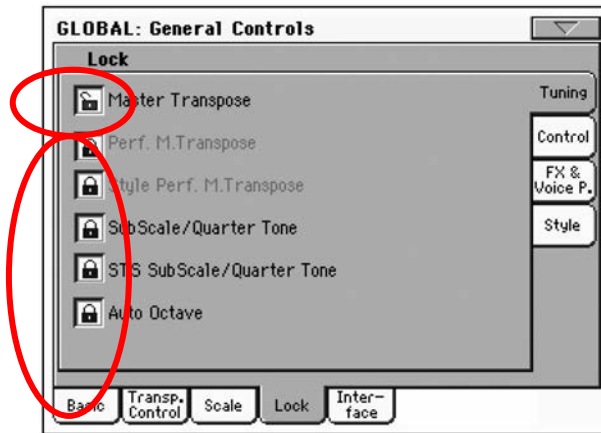 GLOBAL: General Controls
Lock
Master Transpose
Perf. M.Transpose
Style Perf. M.Transpose
SubScale/Quarter Tone
STS SubScale/Quarter Tone
Auto Octave
Tuning
Control
FX &
Voice P.
Style
Basic
Transp.
Control
Scale
Lock
Inter-
face